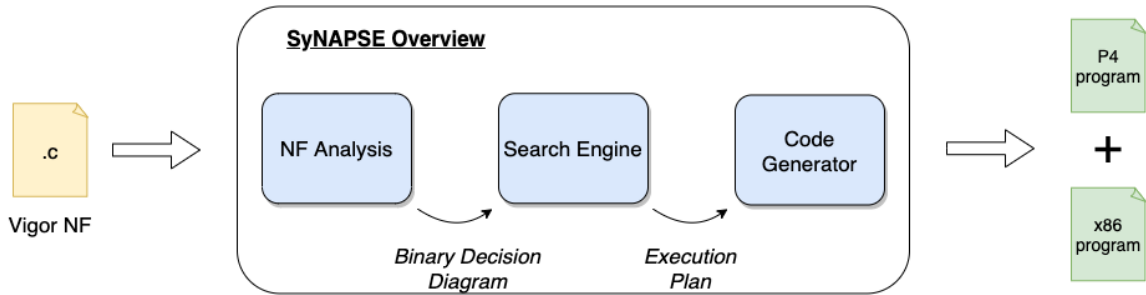 SyNAPSE Overview
.c
Vigor NF
NF Analysis
Search Engine
Code
Generator
Binary Decision
Diagram
Execution
Plan
P4
program
+
x86
program